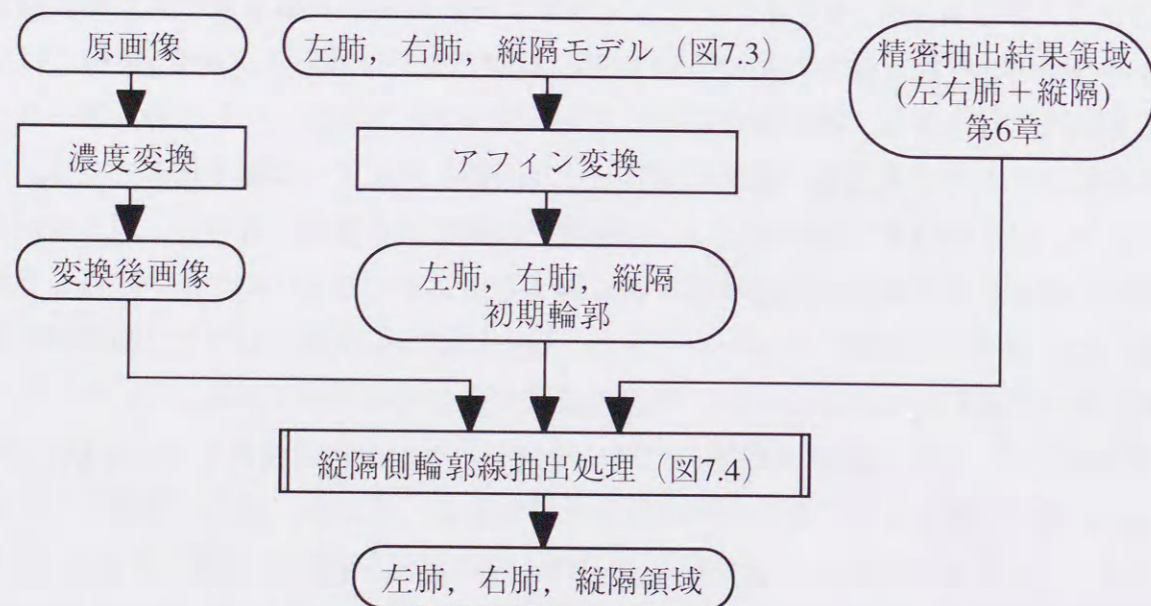 原画像
左肺，右肺，縦隔モデル（図7.3）
精密抽出結果領域
(左右肺＋縦隔)
第6章
濃度変換
アフィン変換
変換後画像
左肺，右肺，縦隔
初期輪郭
縦隔側輪郭線抽出処理（図7.4）
左肺，右肺，縦隔領域